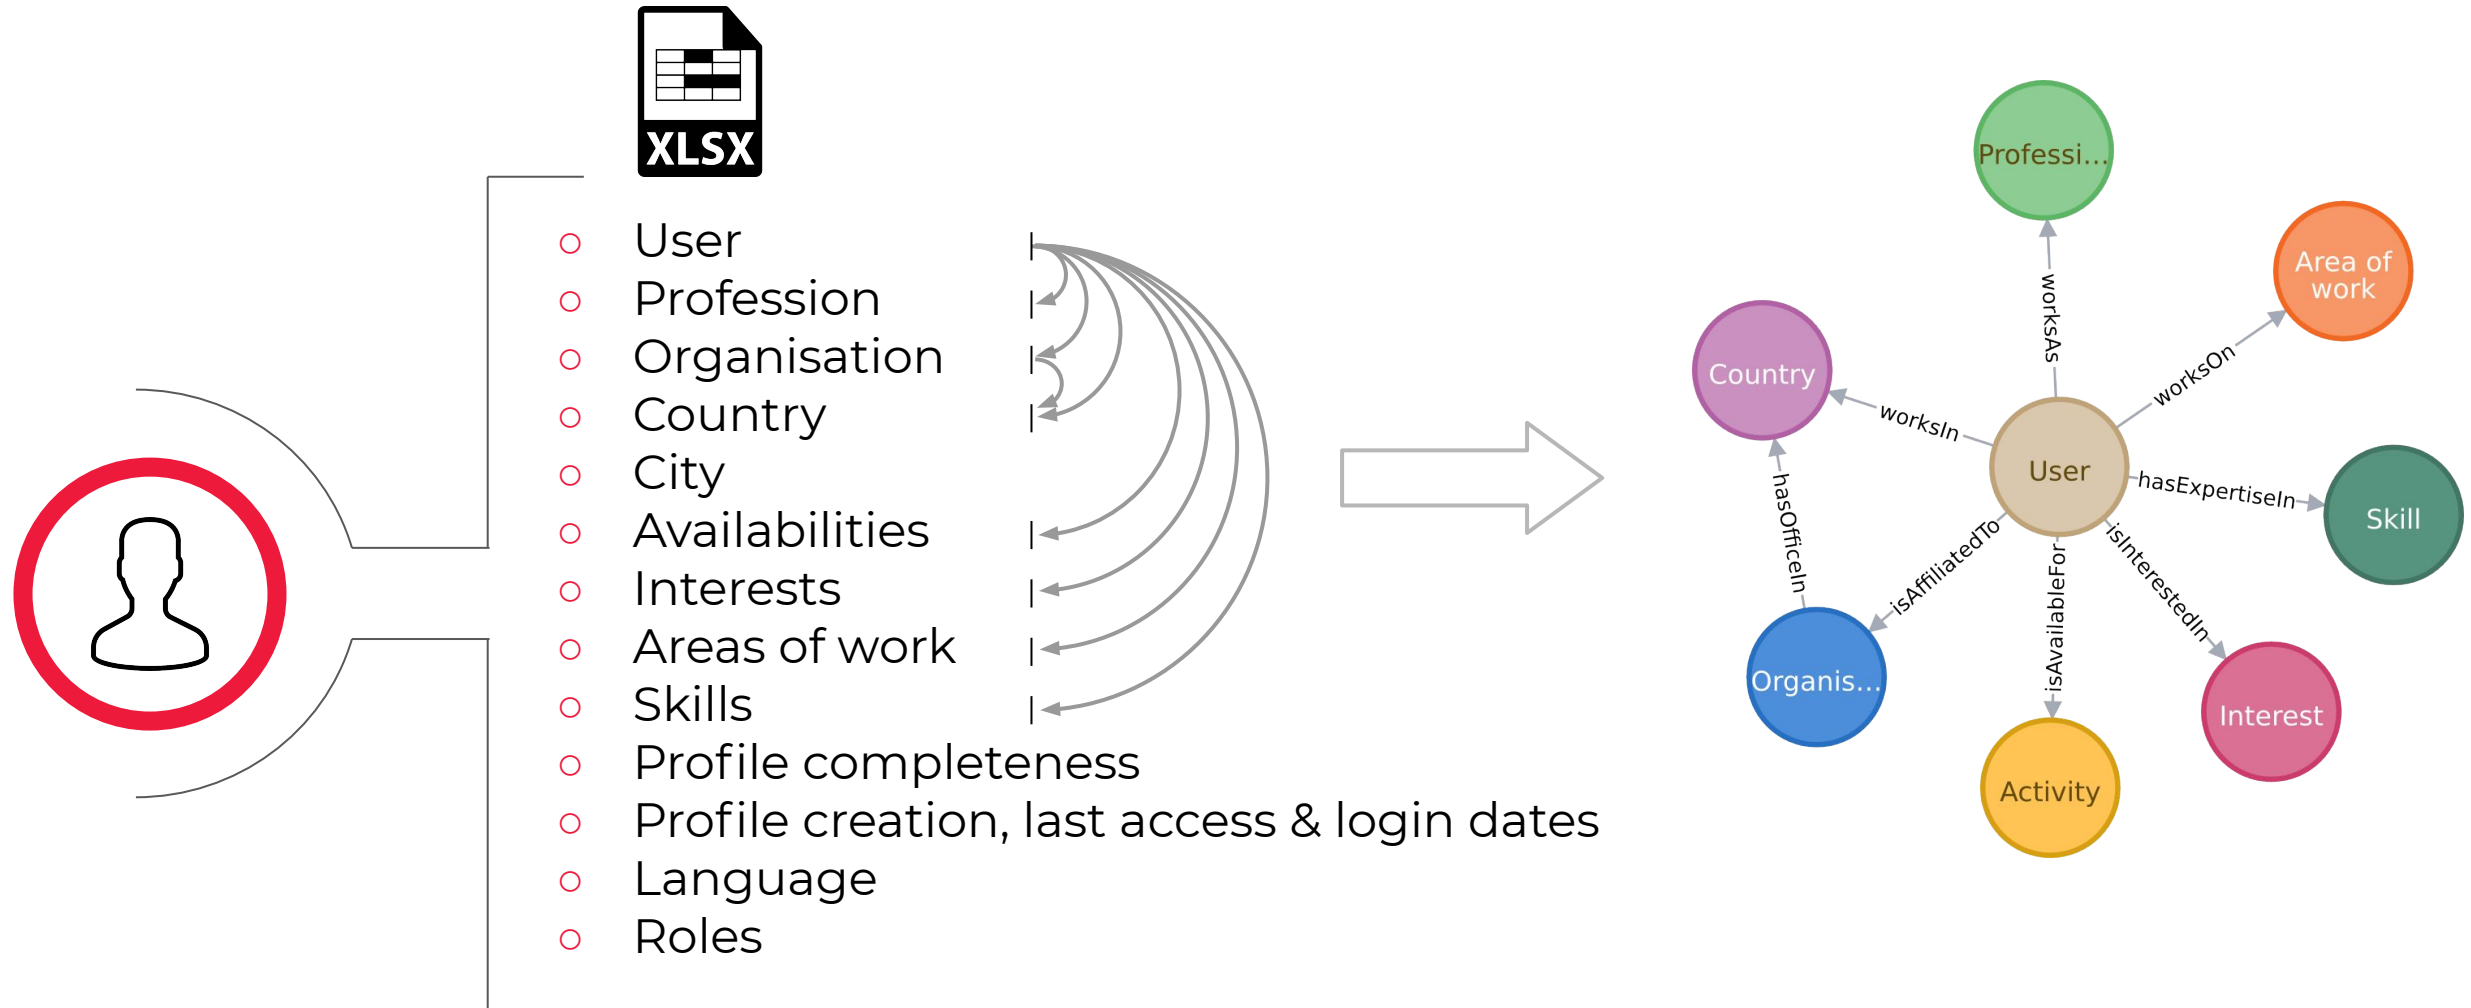 XLSX
User
Profession
Organisation
Country
City
Availabilities
Interests
Areas of work
Skills
Profile completeness
Profile creation, last access & login dates
Language
Roles
Professi...
worksAs
Area of
work
worksOn
Country
worksIn
User
hasExpertiseIn
Skill
hasOfficeIn
isAffiliatedTo
isAvailableFor
isInterestedIn
Organis...
Interest
Activity